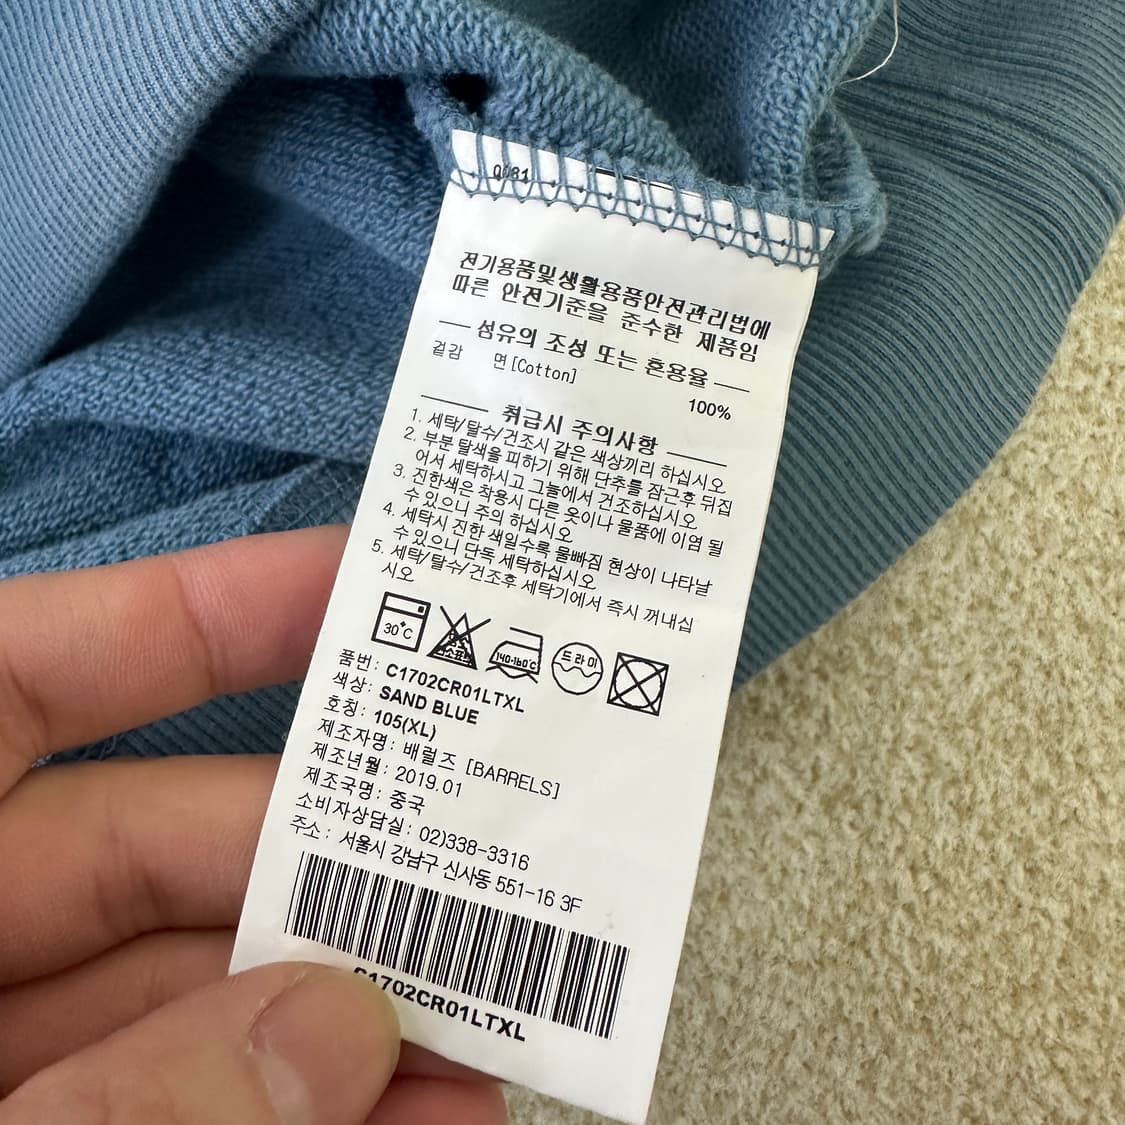 0081
전기용품및생활용품안전관리법에
따른 안전기준을 준수한 제품임
섬유의 조성 또는 혼용율
겉감 면[Cotton] 100%
취급시 주의사항
1. 세탁/탈수/건조시 같은 색상끼리 하십시오
2. 부분 탈색을 피하기 위해 단추를 잠근후 뒤집
어서 세탁하시고 그늘에서 건조하십시오
3. 진한색은 착용시 다른 옷이나 물품에 이염 될
수 있으니 주의 하십시오
4. 세탁시 진한 색일수록 물빠짐 현상이 나타날
수 있으니 단독 세탁하십시오
5. 세탁/탈수/건조후 세탁기에서 즉시 꺼내십
시오
30℃ 140-160℃ 드라이
품번: C1702CR01LTXL
색상: SAND BLUE
호칭: 105(XL)
제조자명: 배럴즈 [BARRELS]
제조년월: 2019.01
제조국명: 중국
소비자상담실: 02)338-3316
주소: 서울시 강남구 신사동 551-16 3F
C1702CR01LTXL